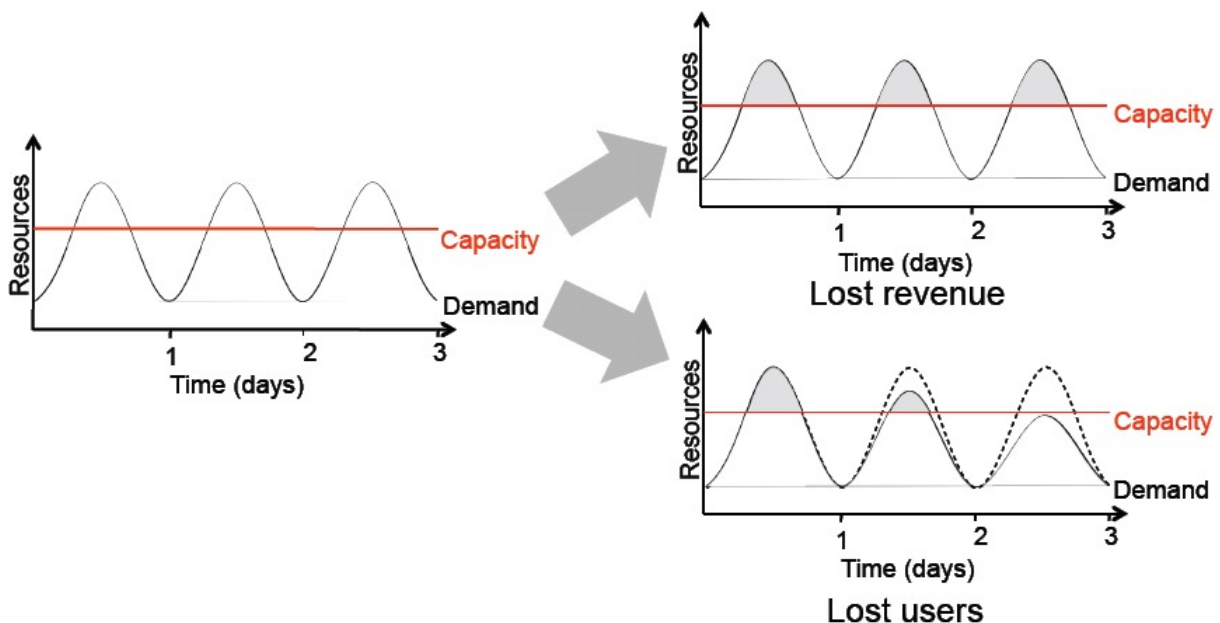 Resources
Capacity
Demand
1 2 3
Time (days)
Resources
Capacity
Demand
1 2 3
Time (days)
Lost revenue
Resources
Capacity
Demand
1 2 3
Time (days)
Lost users